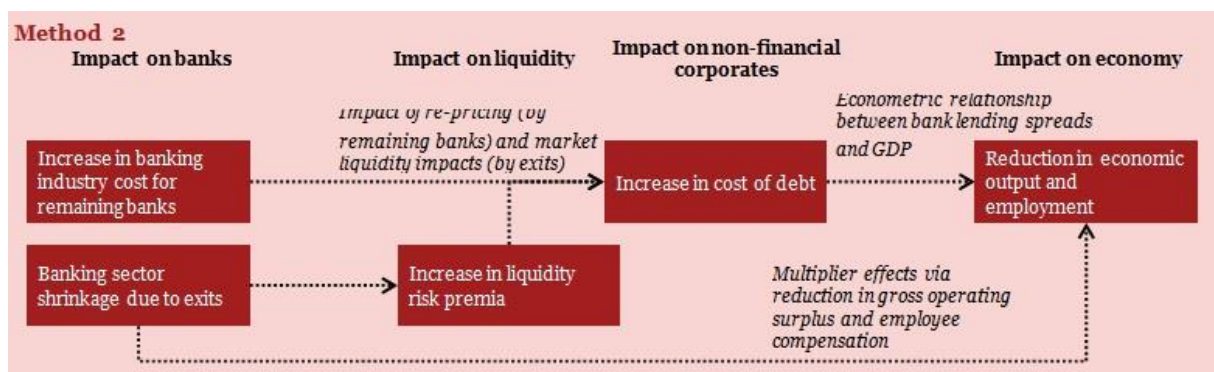 Method 2
Impact on banks
Impact on liquidity
Impact on non-financial
corporates
Impact on economy
Impact of re-pricing (by
remaining banks) and market
liquidity impacts (by exits)
Econometric relationship
between bank lending spreads
and GDP
Increase in banking
industry cost for
remaining banks
Increase in cost of debt
Reduction in economic
output and
employment
Banking sector
shrinkage due to exits
Increase in liquidity
risk premia
Multiplier effects via
reduction in gross operating
surplus and employee
compensation